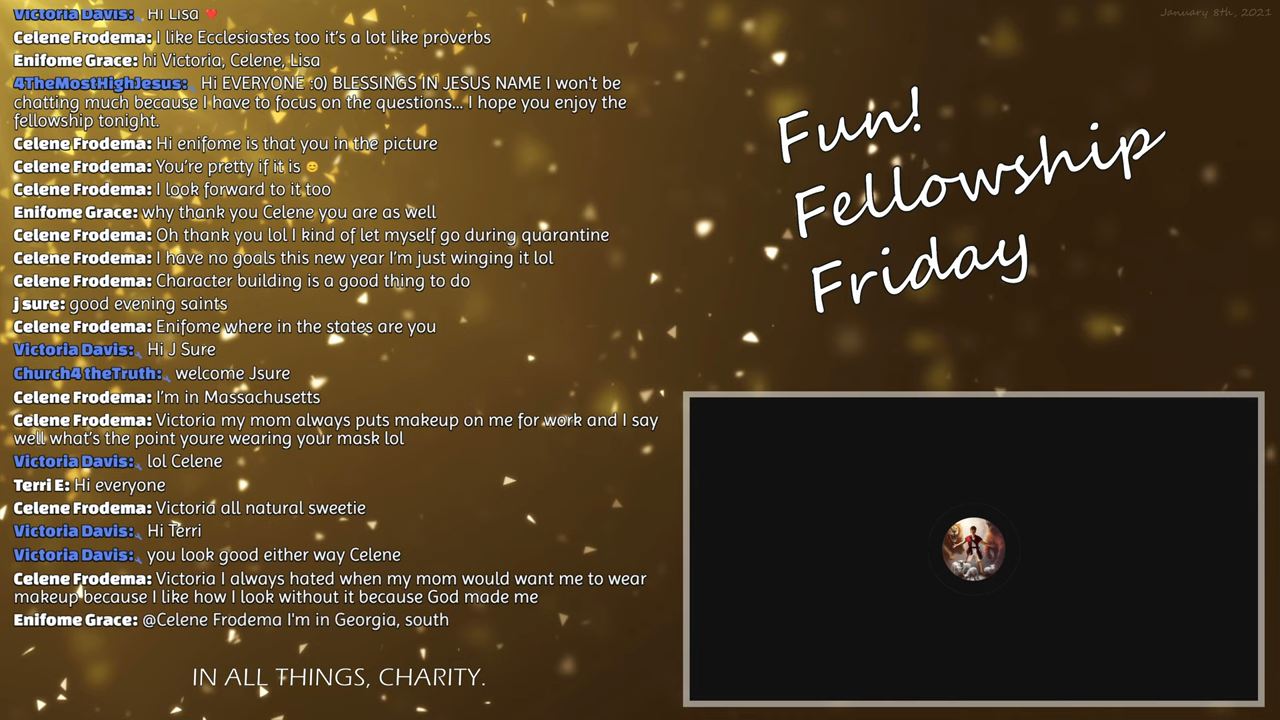 Victoria Davis: Hi Lisa ❤️
Celene Frodema: I like Ecclesiastes too it's a lot like proverbs
Enifome Grace: hi Victoria, Celene, Lisa
4TheMostHighJesus: Hi EVERYONE :0) BLESSINGS IN JESUS NAME I won't be
chatting much because I have to focus on the questions... I hope you enjoy the
fellowship tonight.
Celene Frodema: Hi enifome is that you in the picture
Celene Frodema: You're pretty if it is 😊
Celene Frodema: I look forward to it too
Enifome Grace: why thank you Celene you are as well
Celene Frodema: Oh thank you lol I kind of let myself go during quarantine
Celene Frodema: I have no goals this new year I'm just winging it lol
Celene Frodema: Character building is a good thing to do
j sure: good evening saints
Celene Frodema: Enifome where in the states are you
Victoria Davis: Hi J Sure
Church4 theTruth: welcome Jsure
Celene Frodema: I'm in Massachusetts
Celene Frodema: Victoria my mom always puts makeup on me for work and I say
well what's the point youre wearing your mask lol
Victoria Davis: lol Celene
Terri E: Hi everyone
Celene Frodema: Victoria all natural sweetie
Victoria Davis: Hi Terri
Victoria Davis: you look good either way Celene
Celene Frodema: Victoria I always hated when my mom would want me to wear
makeup because I like how I look without it because God made me
Enifome Grace: @Celene Frodema I'm in Georgia, south
IN ALL THINGS, CHARITY.
January 8th, 2021
Fun!
Fellowship
Friday